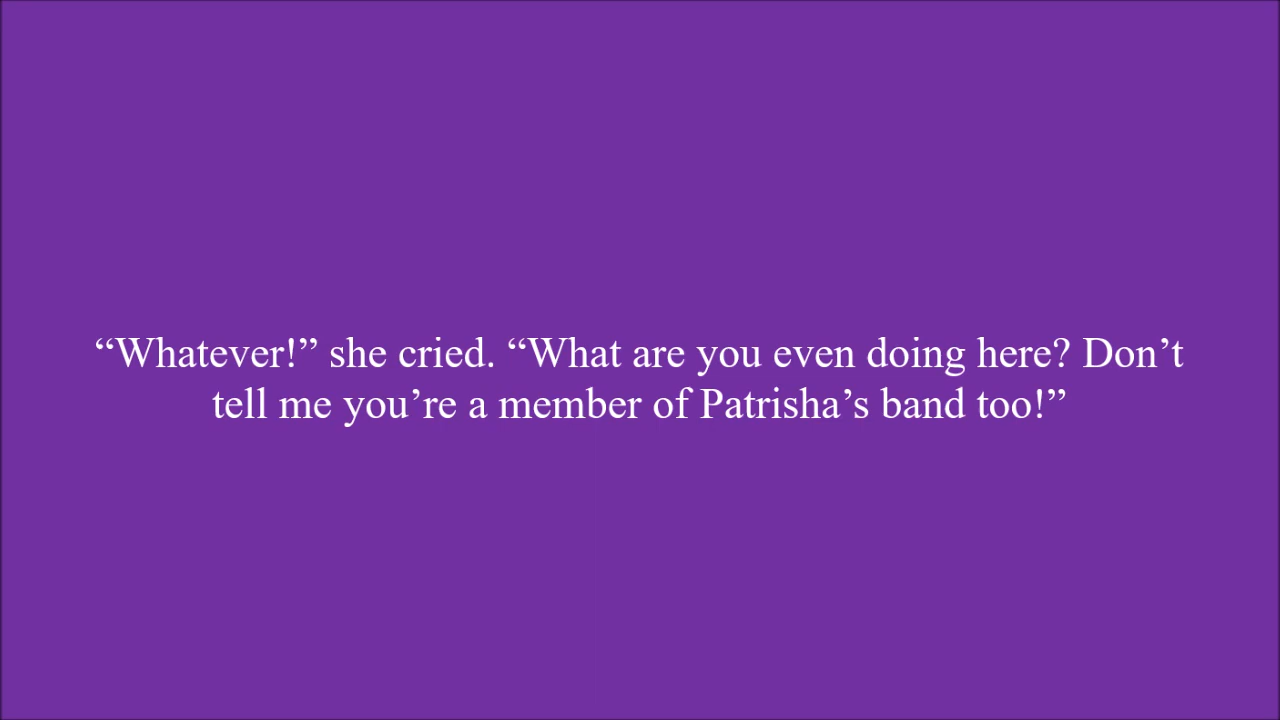 “Whatever!” she cried. “What are you even doing here? Don’t
tell me you’re a member of Patrisha’s band too!”